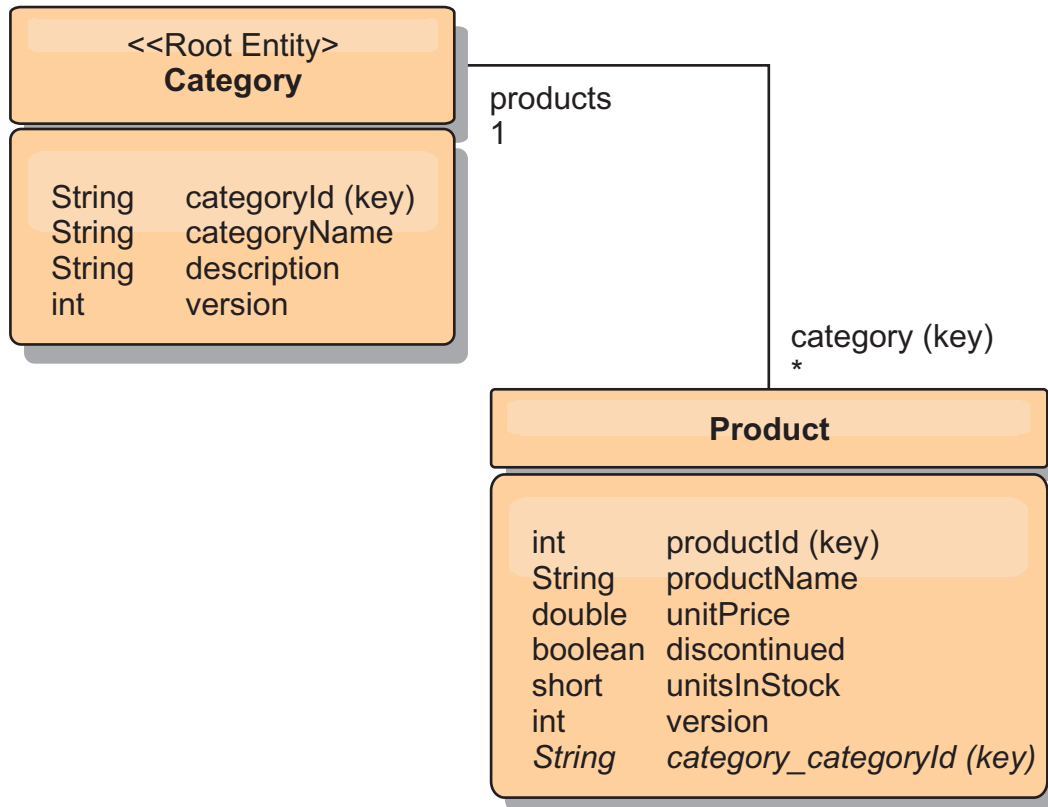 <<Root Entity>
Category
String categoryId (key)
String categoryName
String description
int version
products
1
category (key)
*
Product
int productId (key)
String productName
double unitPrice
boolean discontinued
short unitsInStock
int version
String category_categoryId (key)